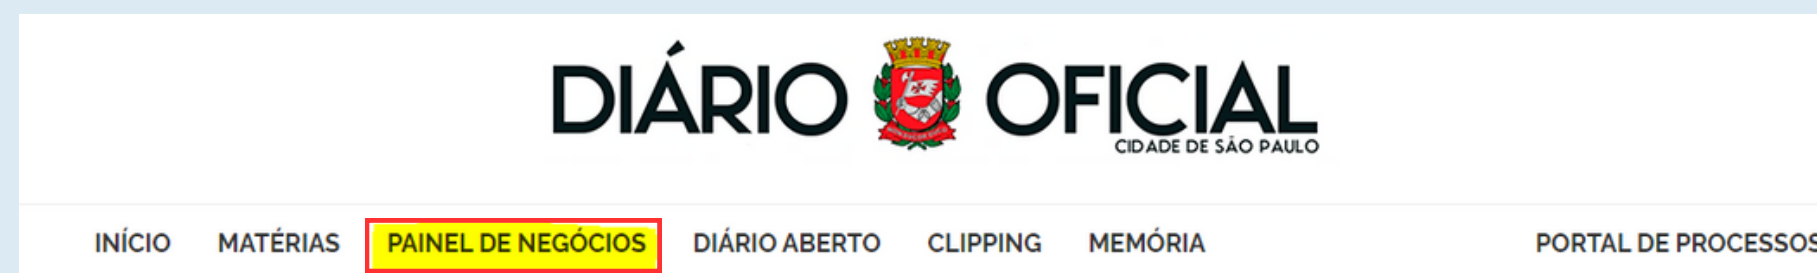 DIÁRIO OFICIAL
CIDADE DE SÃO PAULO
INÍCIO MATÉRIAS PAINEL DE NEGÓCIOS DIÁRIO ABERTO CLIPPING MEMÓRIA PORTAL DE PROCESSOS